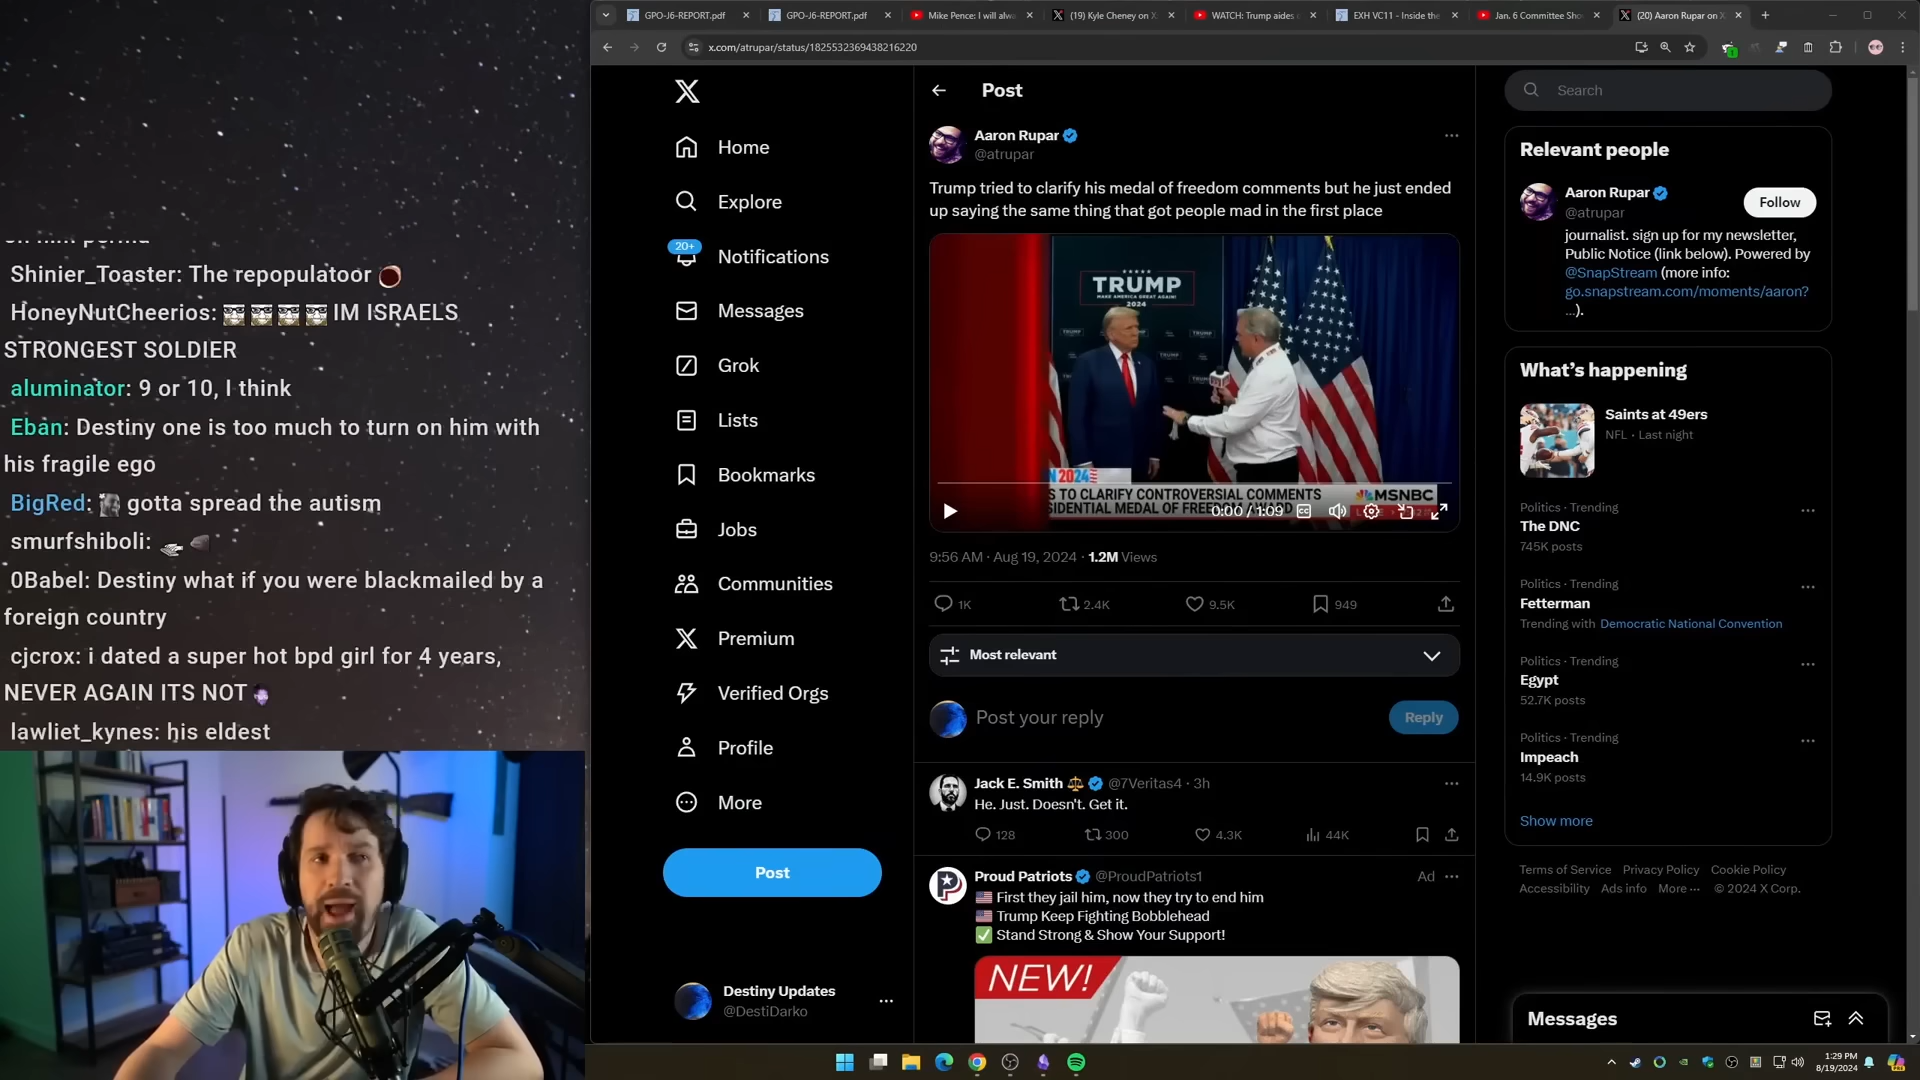 GPO-J6-REPORT.pdf
GPO-J6-REPORT.pdf
Mike Pence: I will alw
(19) Kyle Cheney on X
WATCH: Trump aides
EXH VC11 - Inside the
Jan. 6 Committee Sho
(20) Aaron Rupar on X
x.com/atrupar/status/1825532369438216220
Shinier_Toaster: The repopulatoor
HoneyNutCheerios: IM ISRAELS
STRONGEST SOLDIER
aluminator: 9 or 10, I think
Eban: Destiny one is too much to turn on him with
his fragile ego
BigRed: gotta spread the autism
smurfshiboli:
0Babel: Destiny what if you were blackmailed by a
foreign country
cjcrox: i dated a super hot bpd girl for 4 years,
NEVER AGAIN ITS NOT
lawliet_kynes: his eldest
Home
Explore
20+
Notifications
Messages
Grok
Lists
Bookmarks
Jobs
Communities
Premium
Verified Orgs
Profile
More
Post
Destiny Updates
@DestiDarko
Post
Aaron Rupar
@atrupar
Trump tried to clarify his medal of freedom comments but he just ended
up saying the same thing that got people mad in the first place
TRUMP
MAKE AMERICA GREAT AGAIN!
2024
N 2024
S TO CLARIFY CONTROVERSIAL COMMENTS
SIDENTIAL MEDAL OF FREE
MSNBC
0:00 / 1:09
9:56 AM · Aug 19, 2024 · 1.2M Views
1K
2.4K
9.5K
949
Most relevant
Post your reply
Reply
Jack E. Smith @7Veritas4 · 3h
He. Just. Doesn't. Get it.
128
300
4.3K
44K
Proud Patriots @ProudPatriots1
Ad
First they jail him, now they try to end him
Trump Keep Fighting Bobblehead
Stand Strong & Show Your Support!
NEW!
Search
Relevant people
Aaron Rupar
@atrupar
Follow
journalist. sign up for my newsletter,
Public Notice (link below). Powered by
@SnapStream (more info:
go.snapstream.com/moments/aaron?
...).
What's happening
Saints at 49ers
NFL · Last night
Politics · Trending
The DNC
745K posts
Politics · Trending
Fetterman
Trending with Democratic National Convention
Politics · Trending
Egypt
52.7K posts
Politics · Trending
Impeach
14.9K posts
Show more
Terms of Service Privacy Policy Cookie Policy
Accessibility Ads info More ··· © 2024 X Corp.
Messages
1:29 PM
8/19/2024